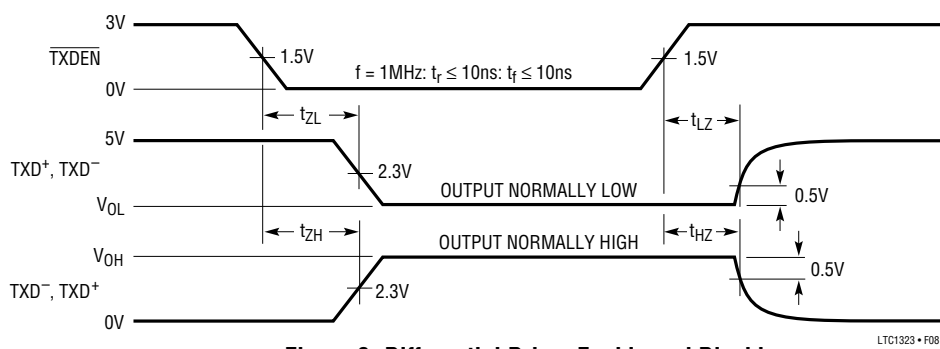 3V
TXDEN
1.5V
f = 1MHz: tr ≤ 10ns: tf ≤ 10ns
1.5V
0V
tZL
tLZ
5V
TXD+, TXD−
2.3V
OUTPUT NORMALLY LOW
0.5V
VOL
tZH
OUTPUT NORMALLY HIGH
tHZ
VOH
0.5V
TXD−, TXD+
2.3V
0V
LTC1323 • F08